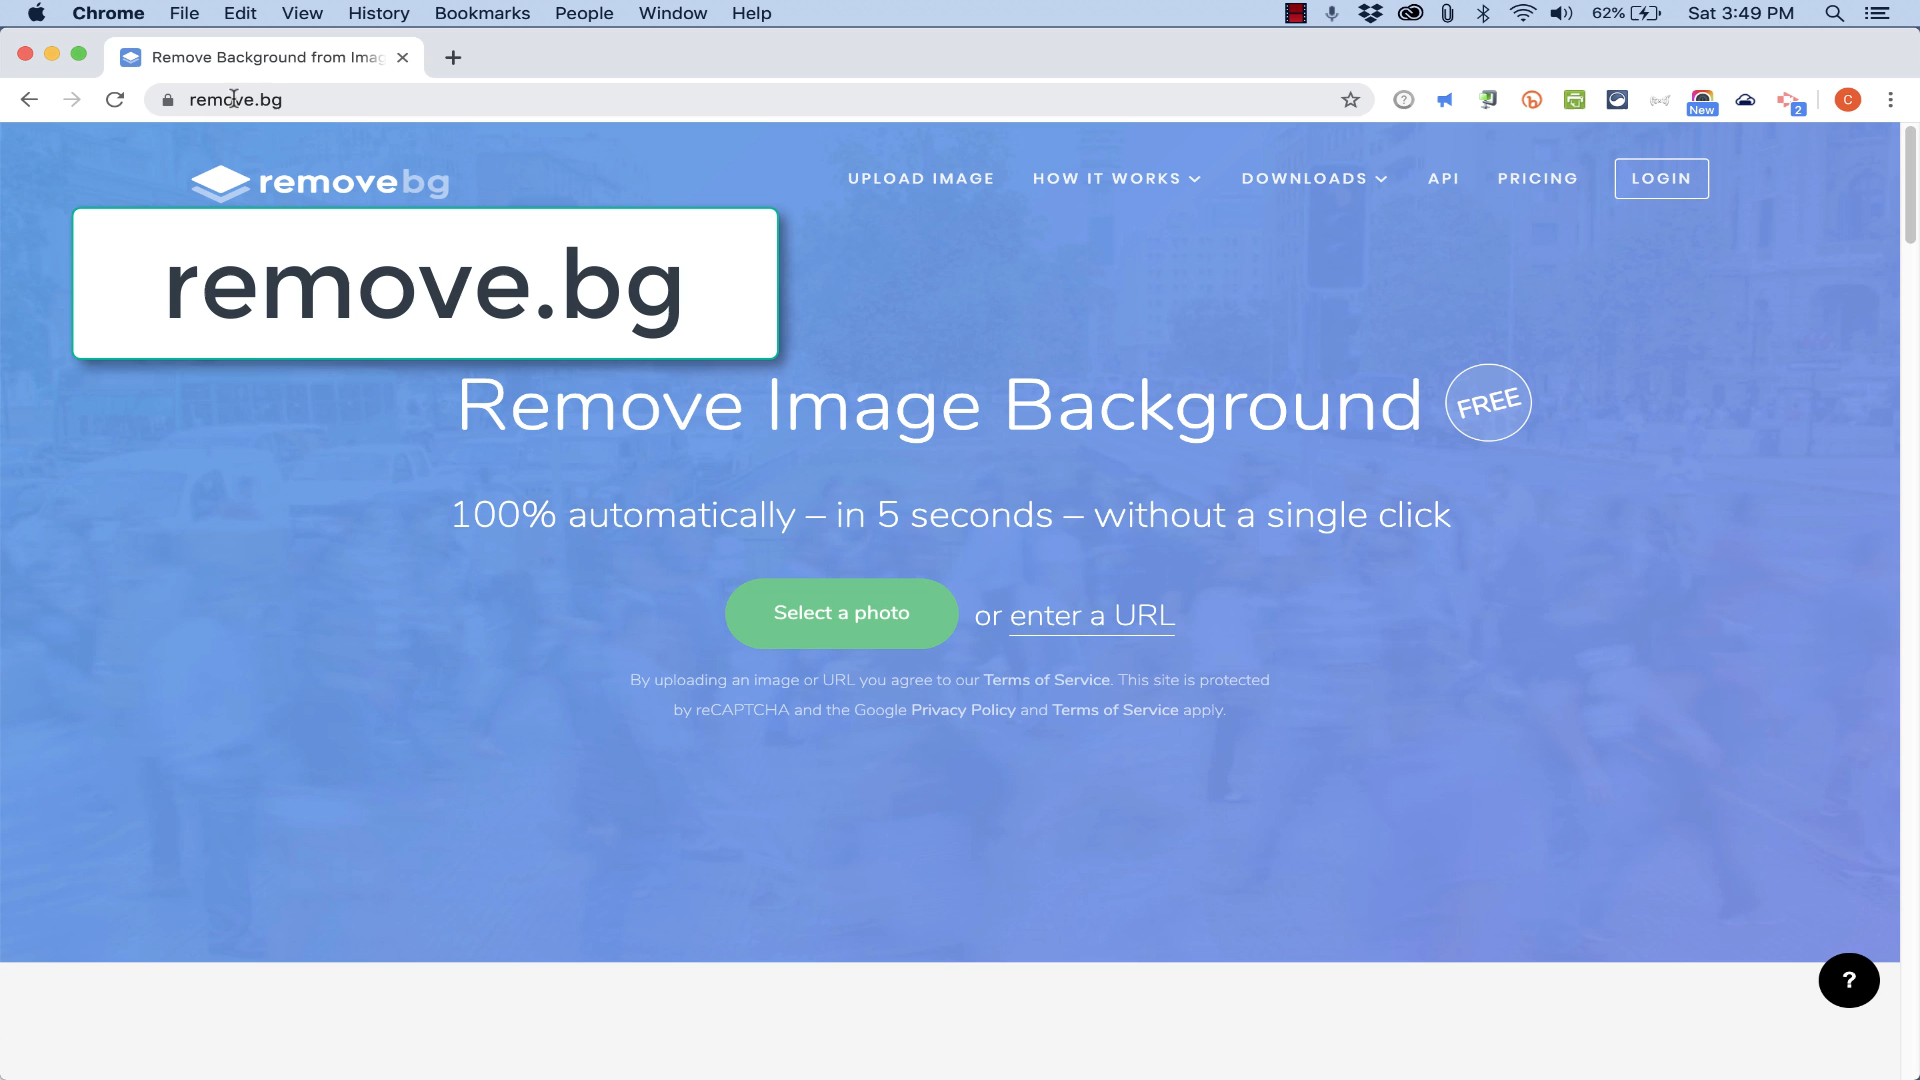 Chrome File Edit View History Bookmarks People Window Help 62% Sat 3:49 PM
Remove Background from Imag
remove.bg
New 2 C
removebg UPLOAD IMAGE HOW IT WORKS DOWNLOADS API PRICING LOGIN
remove.bg
Remove Image Background FREE
100% automatically – in 5 seconds – without a single click
Select a photo or enter a URL
By uploading an image or URL you agree to our Terms of Service. This site is protected
by reCAPTCHA and the Google Privacy Policy and Terms of Service apply.
?